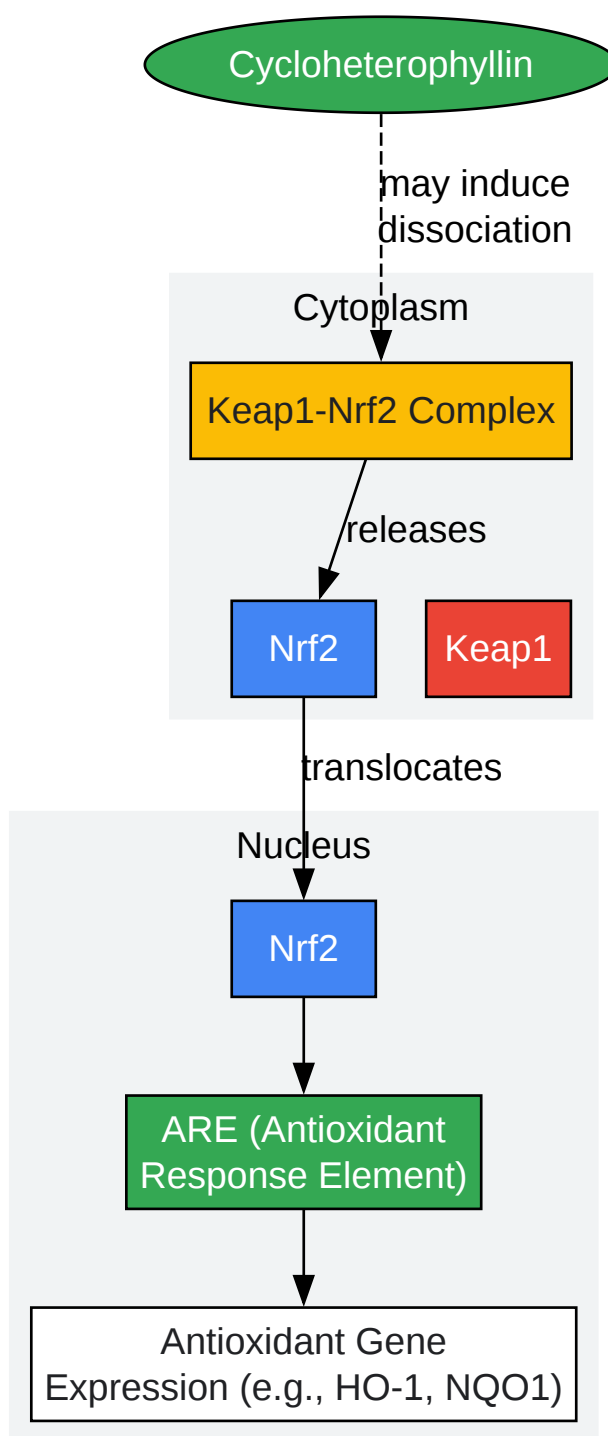 Cycloheterophyllin
may induce
dissociation
Cytoplasm
Keap1-Nrf2 Complex
releases
Nrf2
Keap1
translocates
Nucleus
Nrf2
ARE (Antioxidant
Response Element)
Antioxidant Gene
Expression (e.g., HO-1, NQO1)